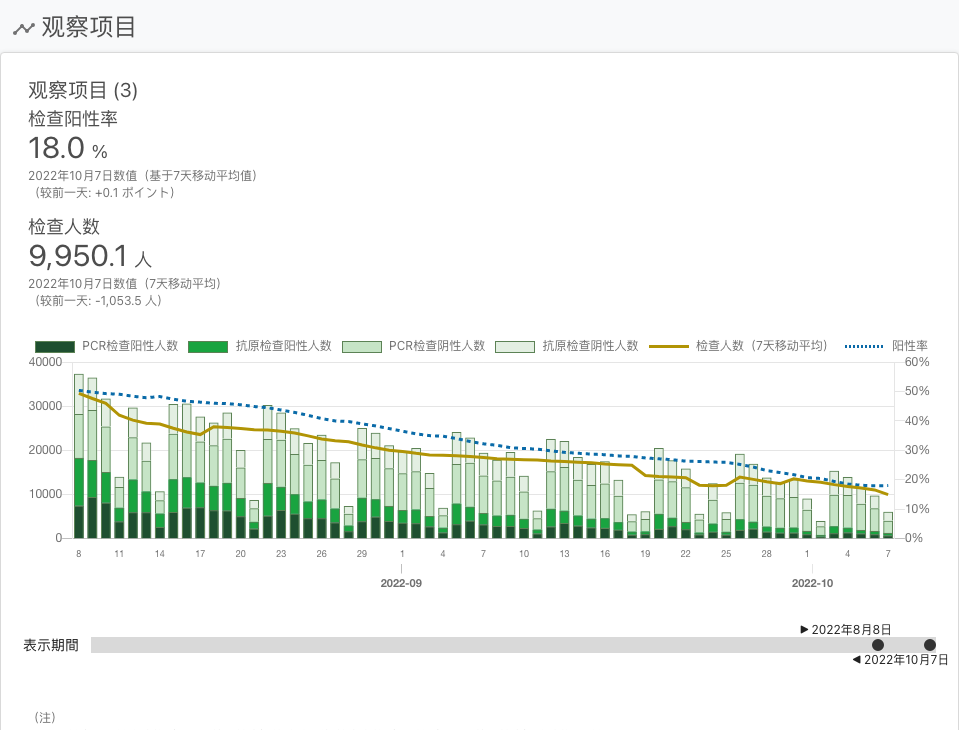 观察项目
观察项目 (3)
检查阳性率
18.0 %
2022年10月7日数值（基于7天移动平均值）
（较前一天: +0.1 ポイント）
检查人数
9,950.1 人
2022年10月7日数值（7天移动平均）
（较前一天: -1,053.5 人）
PCR检查阳性人数 抗原检查阳性人数 PCR检查阴性人数 抗原检查阴性人数 检查人数（7天移动平均） 阳性率
40000 60%
50%
30000
40%
20000 30%
20%
10000
10%
0 0%
8 11 14 17 20 23 26 29 1 4 7 10 13 16 19 22 25 28 1 4 7
2022-09 2022-10
2022年8月8日
表示期間
2022年10月7日
（注）